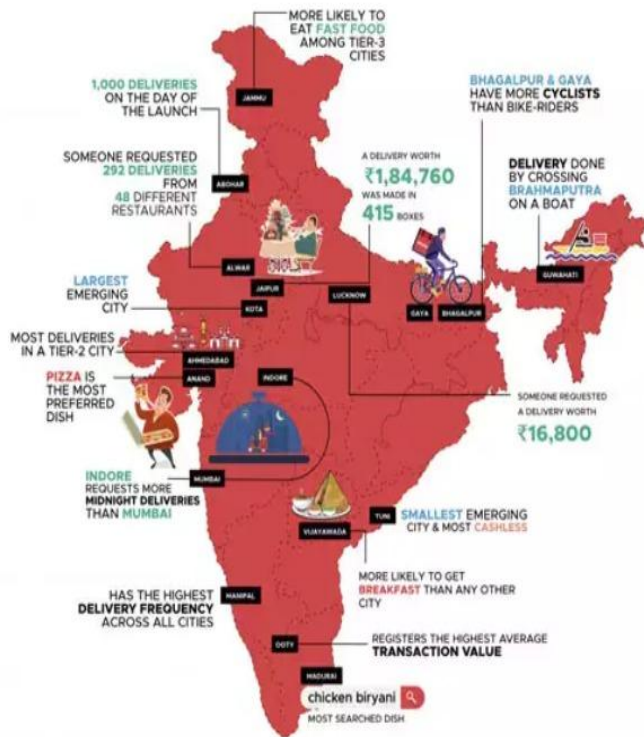 MORE LIKELY TO
EAT FAST FOOD
AMONG TIER-3
CITIES
JAMMU
1,000 DELIVERIES
ON THE DAY OF
THE LAUNCH
ABOHAR
BHAGALPUR & GAYA
HAVE MORE CYCLISTS
THAN BIKE-RIDERS
SOMEONE REQUESTED
292 DELIVERIES
FROM
48 DIFFERENT
RESTAURANTS
ALWAR
A DELIVERY WORTH
₹1,84,760
WAS MADE IN
415 BOXES
JAIPUR
DELIVERY DONE
BY CROSSING
BRAHMAPUTRA
ON A BOAT
GUWAHATI
LARGEST
EMERGING
CITY
KOTA
LUCKNOW
GAYA
BHAGALPUR
MOST DELIVERIES
IN A TIER-2 CITY
AHMEDABAD
PIZZA IS
THE MOST
PREFERRED
DISH
ANAND
INDORE
SOMEONE REQUESTED
A DELIVERY WORTH
₹16,800
INDORE
REQUESTS MORE
MIDNIGHT DELIVERIES
THAN MUMBAI
MUMBAI
TUNI
SMALLEST EMERGING
CITY & MOST CASHLESS
VIJAYAWADA
MORE LIKELY TO GET
BREAKFAST THAN ANY OTHER
CITY
HAS THE HIGHEST
DELIVERY FREQUENCY
ACROSS ALL CITIES
MANIPAL
OOTY
REGISTERS THE HIGHEST AVERAGE
TRANSACTION VALUE
MADURAI
chicken biryani
MOST SEARCHED DISH